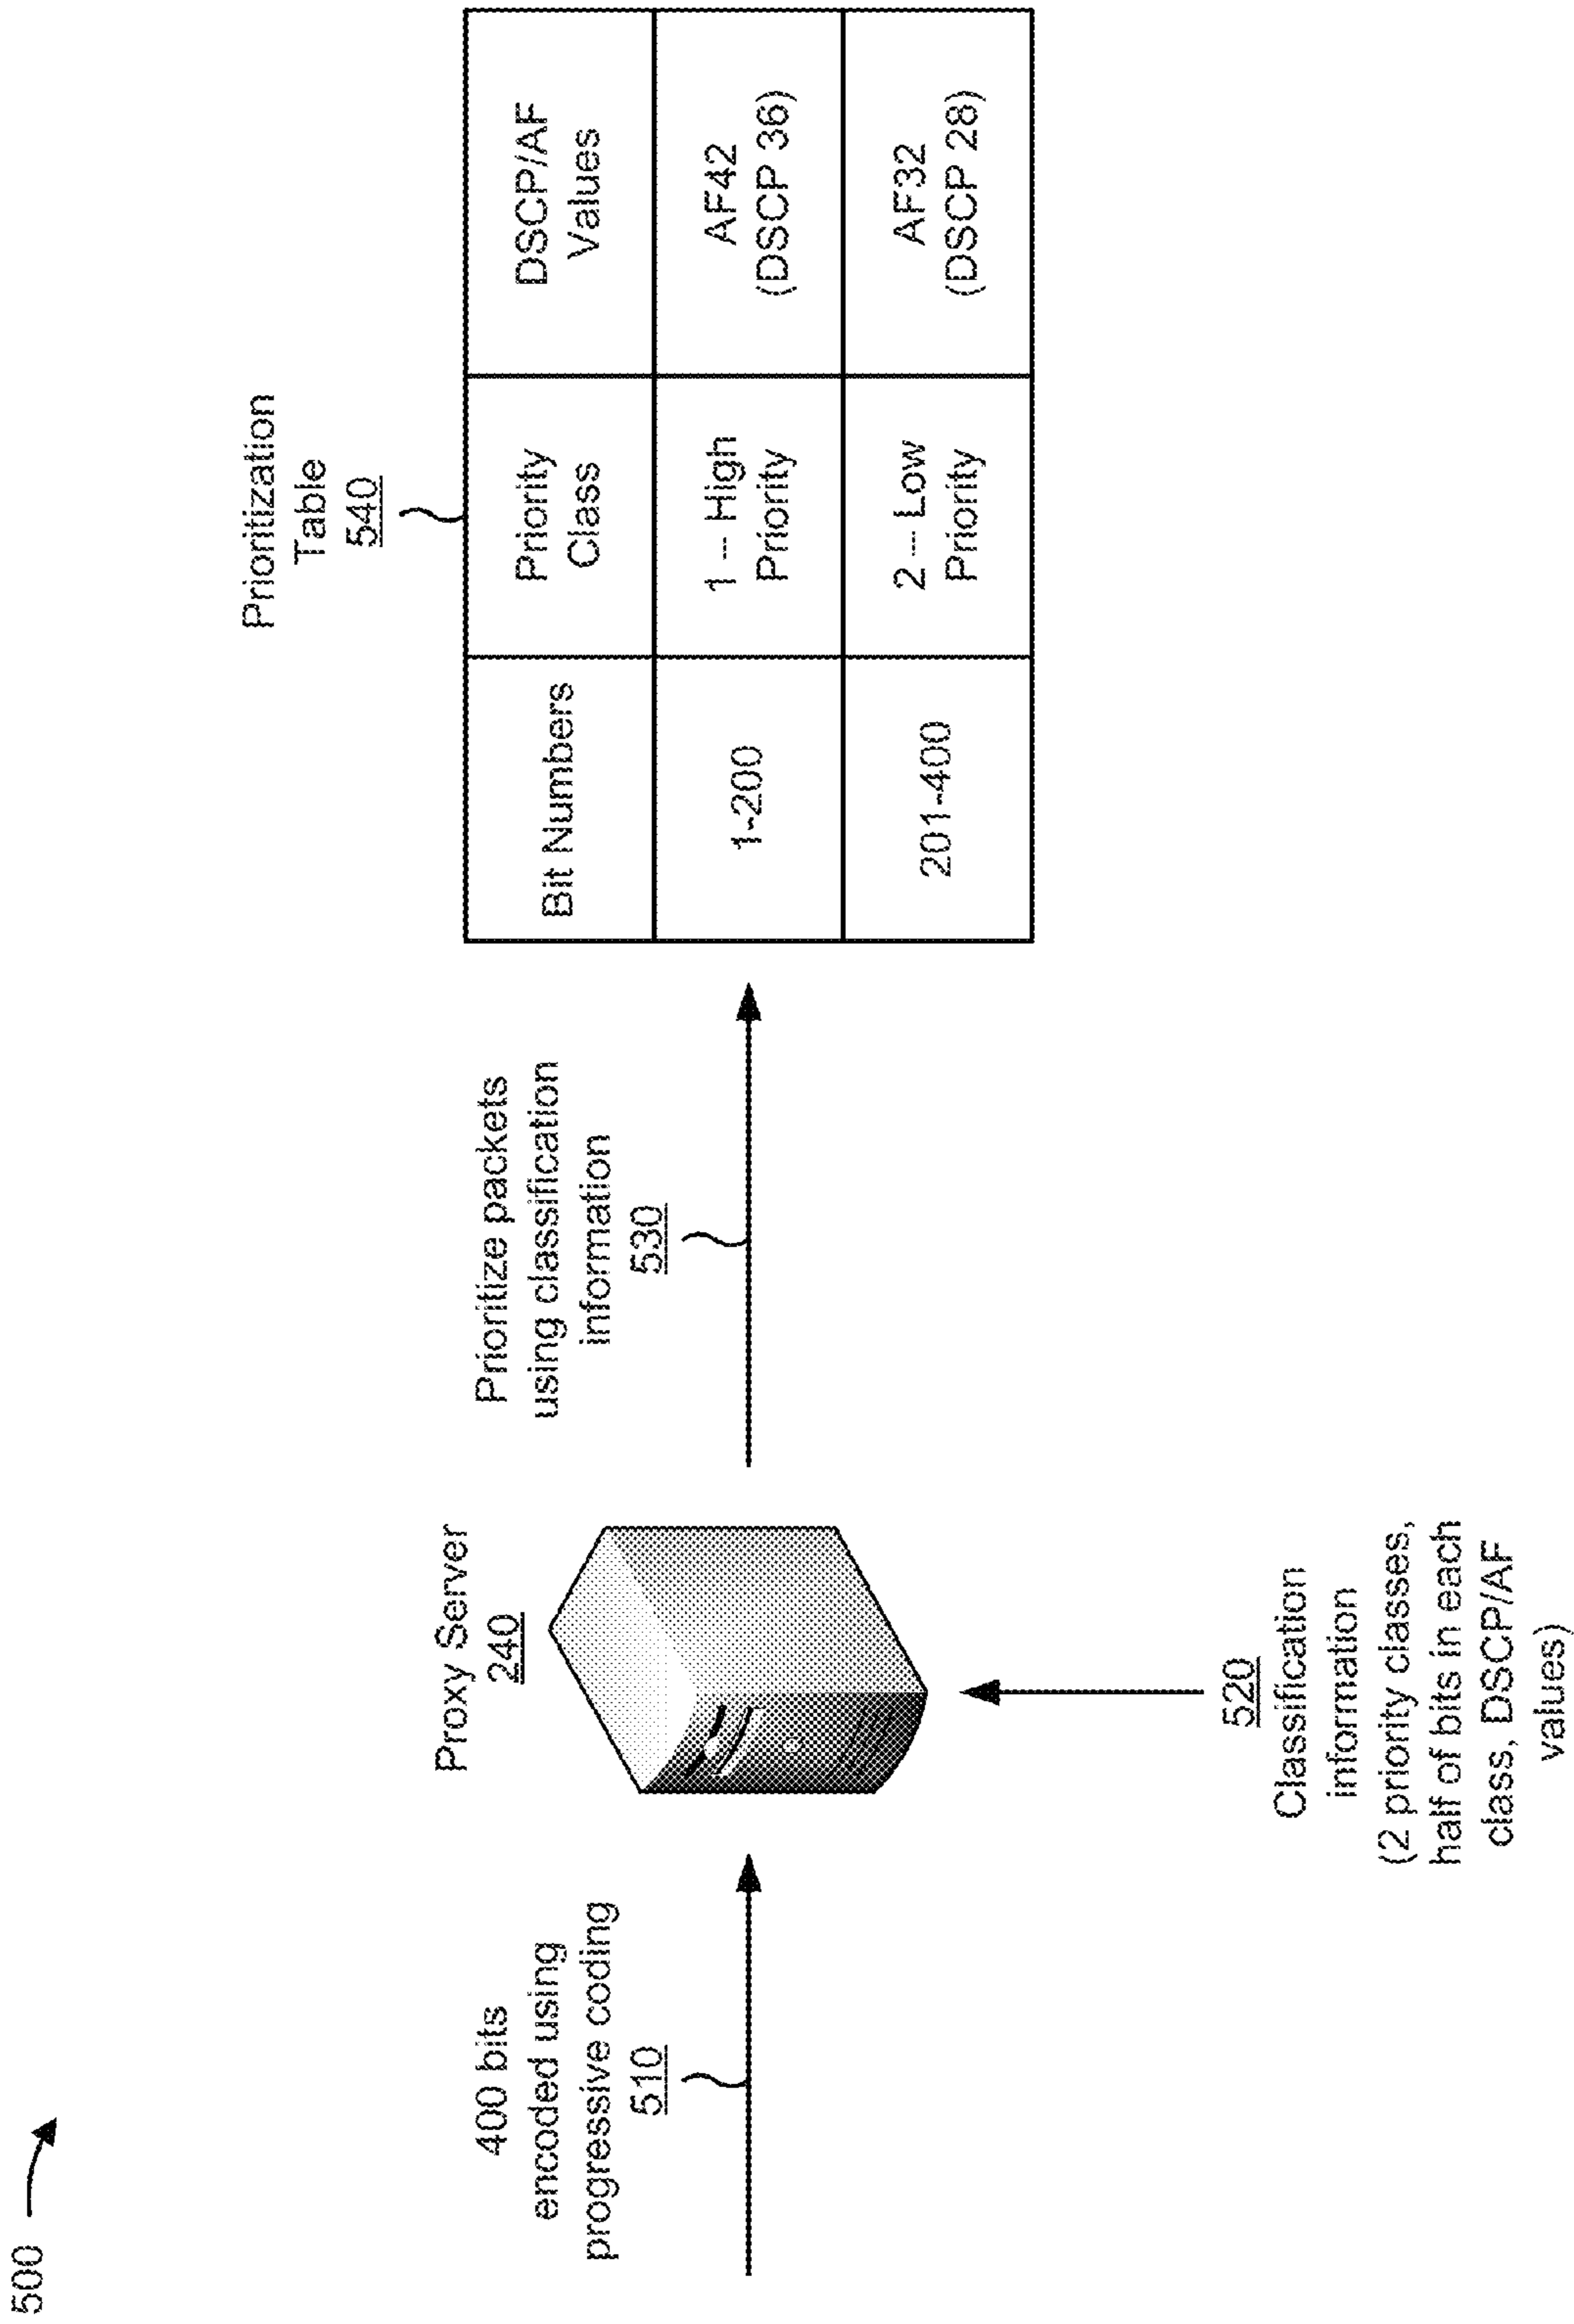 500
400 bits
encoded using
progressive coding
510
Proxy Server
240
520
Classification
information
(2 priority classes,
half of bits in each
class, DSCP/AF
values)
Prioritize packets
using classification
information
530
Prioritization
Table
540
Bit Numbers
Priority
Class
DSCP/AF
Values
1-200
1 -- High
Priority
AF42
(DSCP 36)
201-400
2 -- Low
Priority
AF32
(DSCP 28)